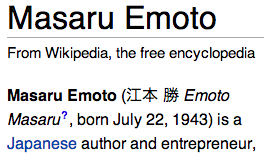 Masaru Emoto
From Wikipedia, the free encyclopedia
Masaru Emoto (江本 勝 Emoto
Masaru?, born July 22, 1943) is a
Japanese author and entrepreneur,